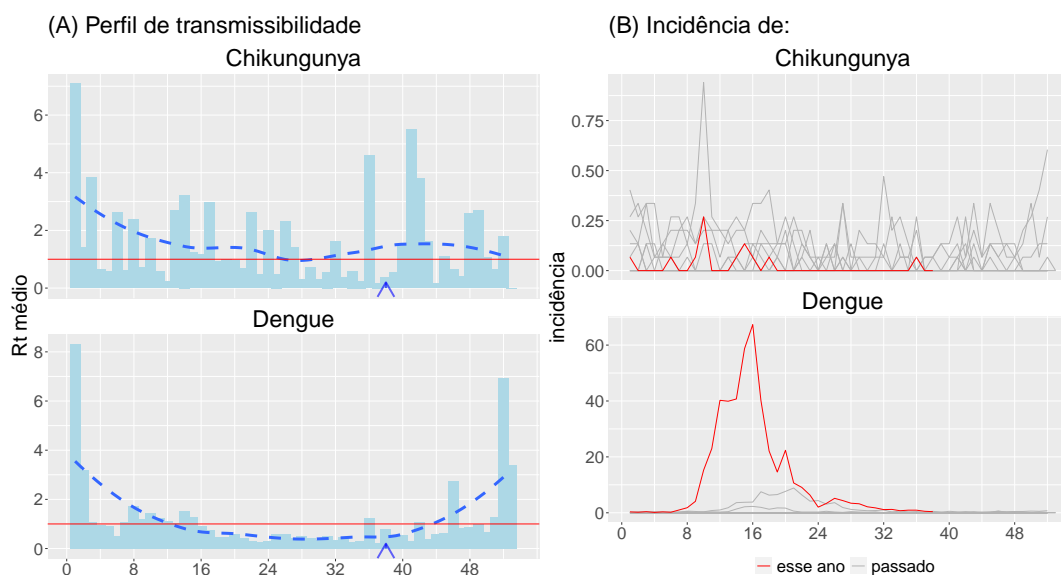 (A) Perfil de transmissibilidade
Chikungunya
6
4
2
0
Dengue
8
6
4
2
0
0 8 16 24 32 40 48
Rt médio
(B) Incidência de:
Chikungunya
0.75
0.50
0.25
0.00
Dengue
60
40
20
0
0 8 16 24 32 40 48
incidência
esse ano passado